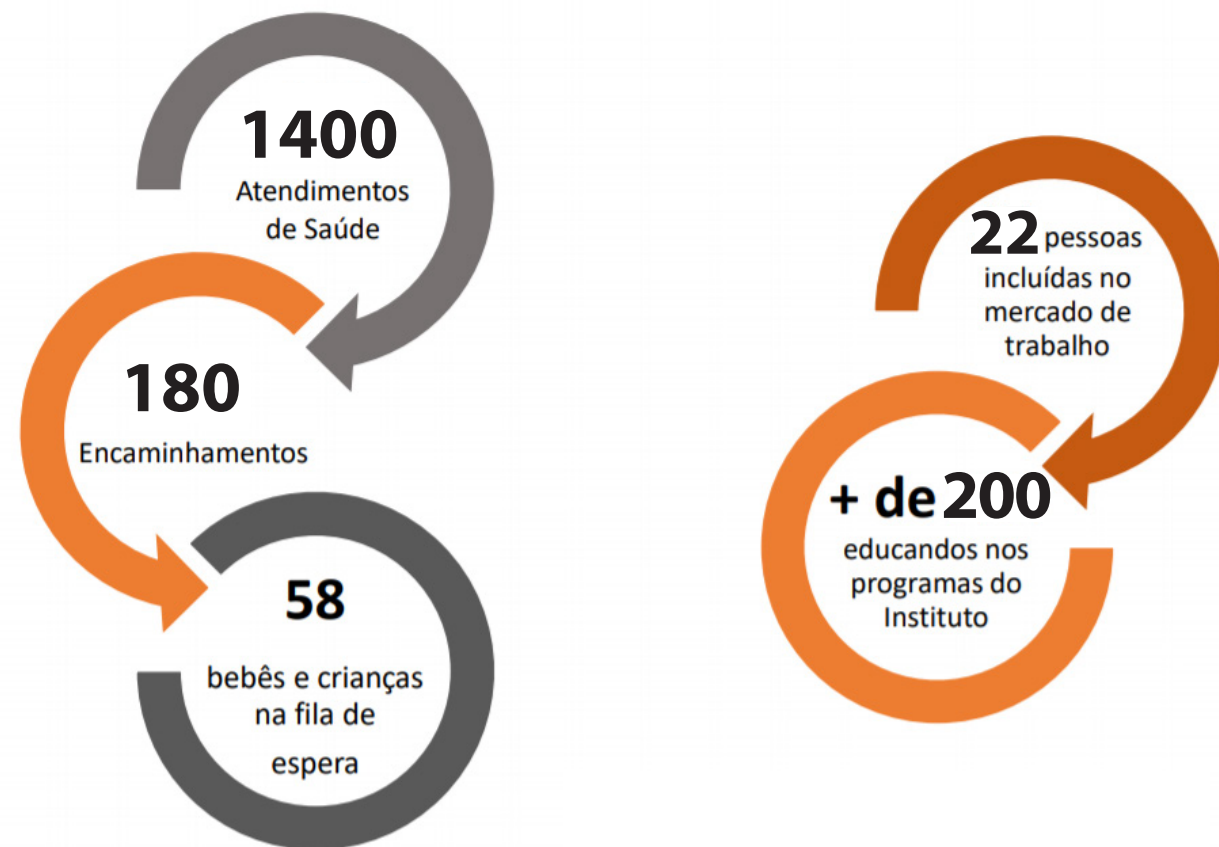 1400
Atendimentos
de Saúde
180
Encaminhamentos
58
bebês e crianças
na fila de
espera
22 pessoas
incluídas no
mercado de
trabalho
+ de 200
educandos nos
programas do
Instituto